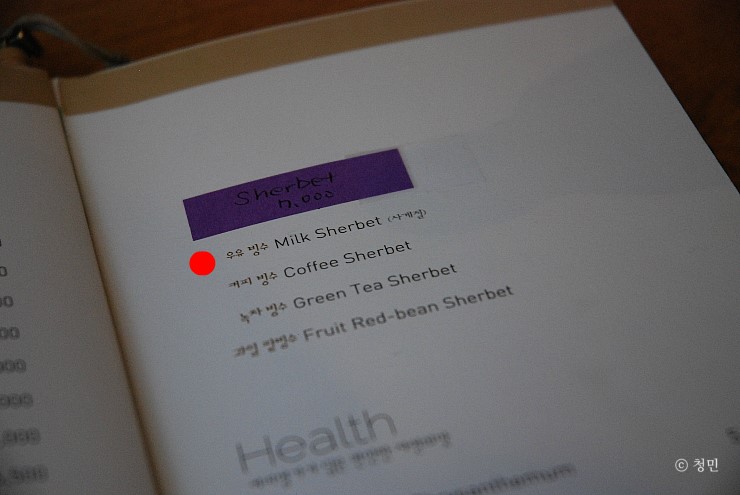 Sherbet
7,000
우유 빙수 Milk Sherbet (사계절)
커피 빙수 Coffee Sherbet
녹차 빙수 Green Tea Sherbet
과일 팥빙수 Fruit Red-bean Sherbet
Health
© 청민